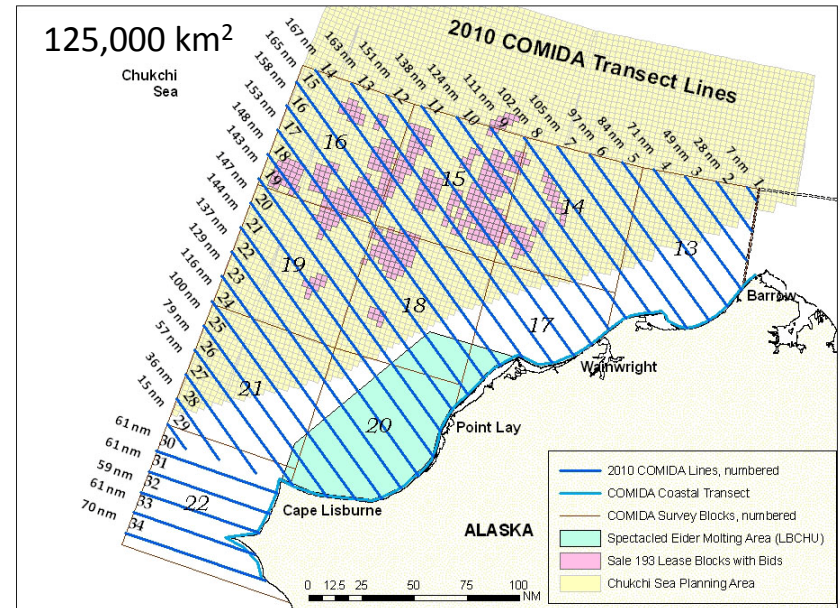 125,000 km²
Chukchi
Sea
2010 COMIDA Transect Lines
167 nm
163 nm
151 nm
138 nm
124 nm
111 nm
102 nm
105 nm
97 nm
84 nm
71 nm
49 nm
28 nm
7 nm
14
13
12
11
10
9
8
7
6
5
4
3
2
1
165 nm
158 nm
153 nm
148 nm
143 nm
147 nm
144 nm
137 nm
129 nm
116 nm
100 nm
79 nm
57 nm
36 nm
15 nm
61 nm
61 nm
59 nm
61 nm
70 nm
15
16
17
18
19
20
21
22
23
24
25
26
27
28
29
30
31
32
33
34
16
15
14
13
19
18
17
21
20
22
Barrow
Wainwright
Point Lay
Cape Lisburne
ALASKA
2010 COMIDA Lines, numbered
COMIDA Coastal Transect
COMIDA Survey Blocks, numbered
Spectacled Eider Molting Area (LBCHU)
Sale 193 Lease Blocks with Bids
Chukchi Sea Planning Area
0 12.5 25 50 75 100
NM